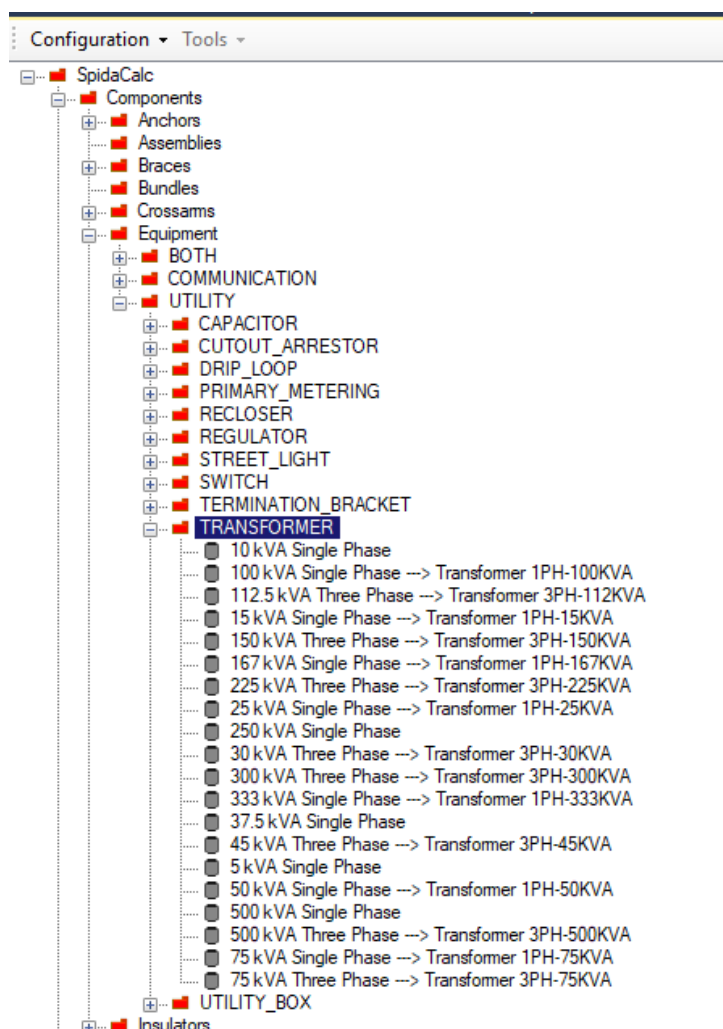 Configuration Tools
SpidaCalc
Components
Anchors
Assemblies
Braces
Bundles
Crossarms
Equipment
BOTH
COMMUNICATION
UTILITY
CAPACITOR
CUTOUT_ARRESTOR
DRIP_LOOP
PRIMARY_METERING
RECLOSER
REGULATOR
STREET_LIGHT
SWITCH
TERMINATION_BRACKET
TRANSFORMER
10 kVA Single Phase
100 kVA Single Phase ---> Transformer 1PH-100KVA
112.5 kVA Three Phase ---> Transformer 3PH-112KVA
15 kVA Single Phase ---> Transformer 1PH-15KVA
150 kVA Three Phase ---> Transformer 3PH-150KVA
167 kVA Single Phase ---> Transformer 1PH-167KVA
225 kVA Three Phase ---> Transformer 3PH-225KVA
25 kVA Single Phase ---> Transformer 1PH-25KVA
250 kVA Single Phase
30 kVA Three Phase ---> Transformer 3PH-30KVA
300 kVA Three Phase ---> Transformer 3PH-300KVA
333 kVA Single Phase ---> Transformer 1PH-333KVA
37.5 kVA Single Phase
45 kVA Three Phase ---> Transformer 3PH-45KVA
5 kVA Single Phase
50 kVA Single Phase ---> Transformer 1PH-50KVA
500 kVA Single Phase
500 kVA Three Phase ---> Transformer 3PH-500KVA
75 kVA Single Phase ---> Transformer 1PH-75KVA
75 kVA Three Phase ---> Transformer 3PH-75KVA
UTILITY_BOX
Insulators